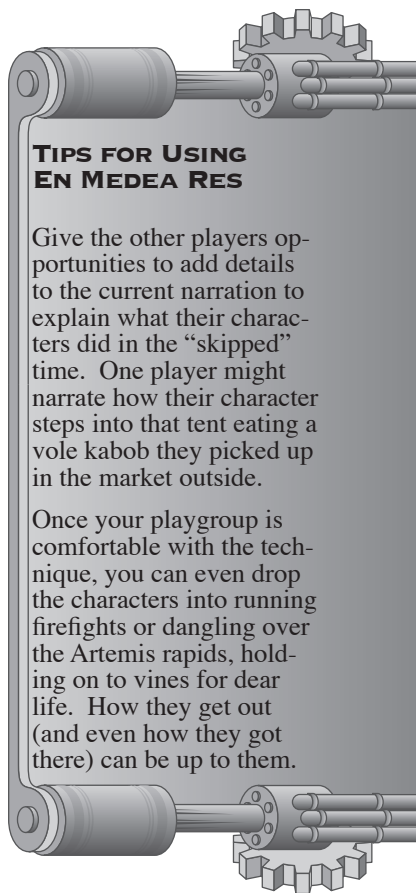 TIPS FOR USING
EN MEDEA RES
Give the other players op-
portunities to add details
to the current narration to
explain what their charac-
ters did in the “skipped”
time.  One player might
narrate how their character
steps into that tent eating a
vole kabob they picked up
in the market outside.
Once your playgroup is
comfortable with the tech-
nique, you can even drop
the characters into running
firefights or dangling over
the Artemis rapids, hold-
ing on to vines for dear
life.  How they get out
(and even how they got
there) can be up to them.